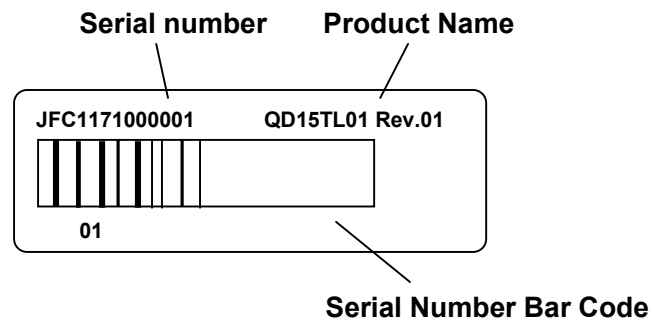 Serial number Product Name
JFC1171000001 QD15TL01 Rev.01
01
Serial Number Bar Code